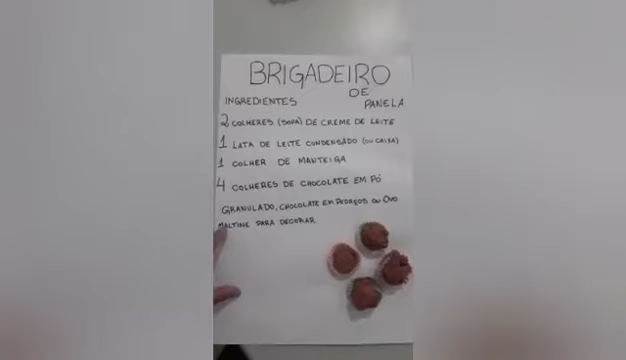 BRIGADEIRO
DE
PANELA
INGREDIENTES
2 COLHERES (SOPA) DE CREME DE LEITE
1 LATA DE LEITE CONDENSADO (OU CAIXA)
1 COLHER DE MANTEIGA
4 COLHERES DE CHOCOLATE EM PÓ
GRANULADO, CHOCOLATE EM PEDAÇOS OU OVO
MALTINE PARA DECORAR